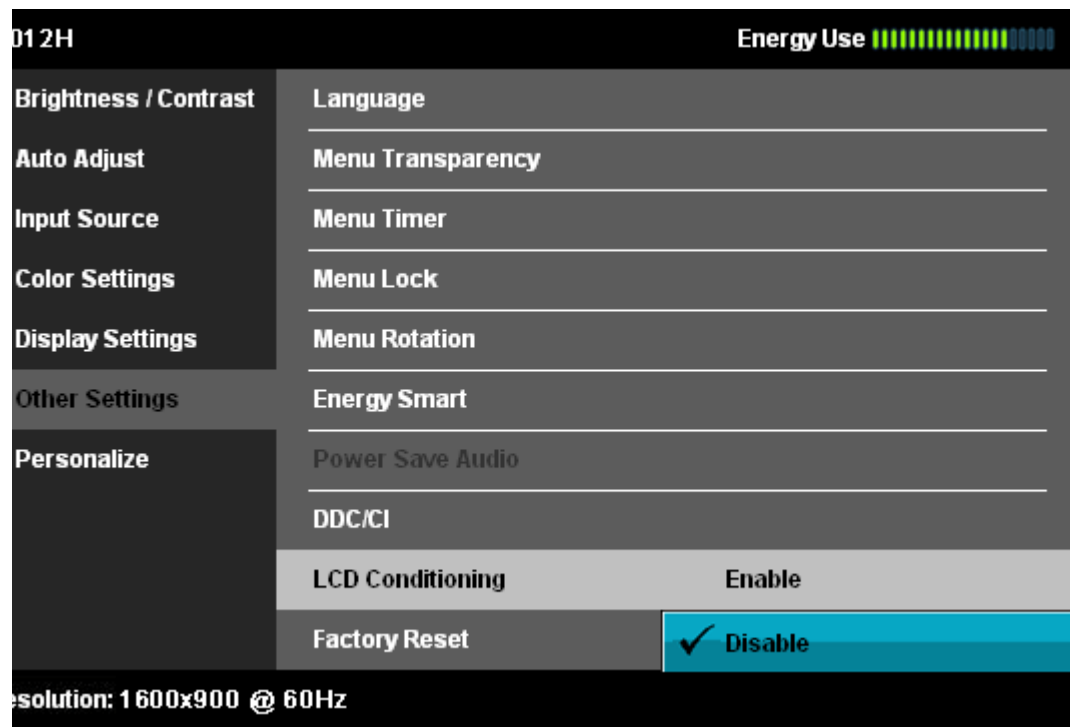 012H Energy Use
Brightness / Contrast Language
Auto Adjust Menu Transparency
Input Source Menu Timer
Color Settings Menu Lock
Display Settings Menu Rotation
Other Settings Energy Smart
Personalize Power Save Audio
DDC/CI
LCD Conditioning Enable
Factory Reset Disable
esolution: 1600x900 @ 60Hz